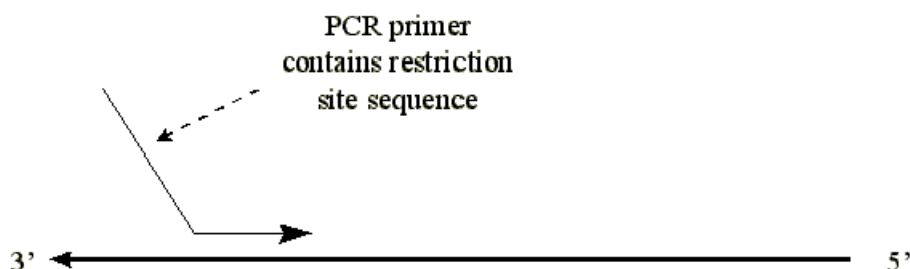 PCR primer
contains restriction
site sequence
3’ 5’